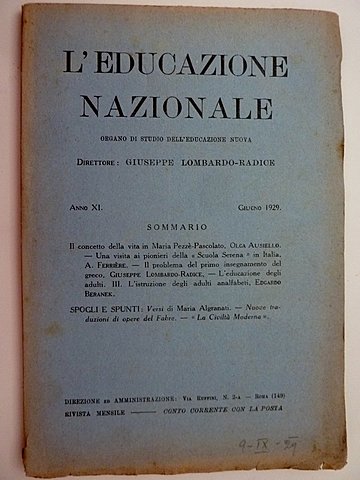 L'EDUCAZIONE
NAZIONALE
ORGANO DI STUDIO DELL'EDUCAZIONE NUOVA
DIRETTORE: GIUSEPPE LOMBARDO-RADICE
ANNO XI. GIUGNO 1929.
SOMMARIO
Il concetto della vita in Maria Pezzè-Pascolato, OLGA AUSIELLO.
— Una visita ai pionieri della « Scuola Serena » in Italia,
A. FERRIÈRE. — Il problema del primo insegnamento del
greco, GIUSEPPE LOMBARDO-RADICE. — L'educazione degli
adulti. III. L'istruzione degli adulti analfabeti, EDGARDO
BERANEK.
SPOGLI E SPUNTI: Versi di Maria Algranati. — Nuove tra-
duzioni di opere del Fabre. — « La Civiltà Moderna ».
DIREZIONE ED AMMINISTRAZIONE: VIA RUFFINI, N. 2-A — ROMA (149)
RIVISTA MENSILE ——— CONTO CORRENTE CON LA POSTA
9-IX-29